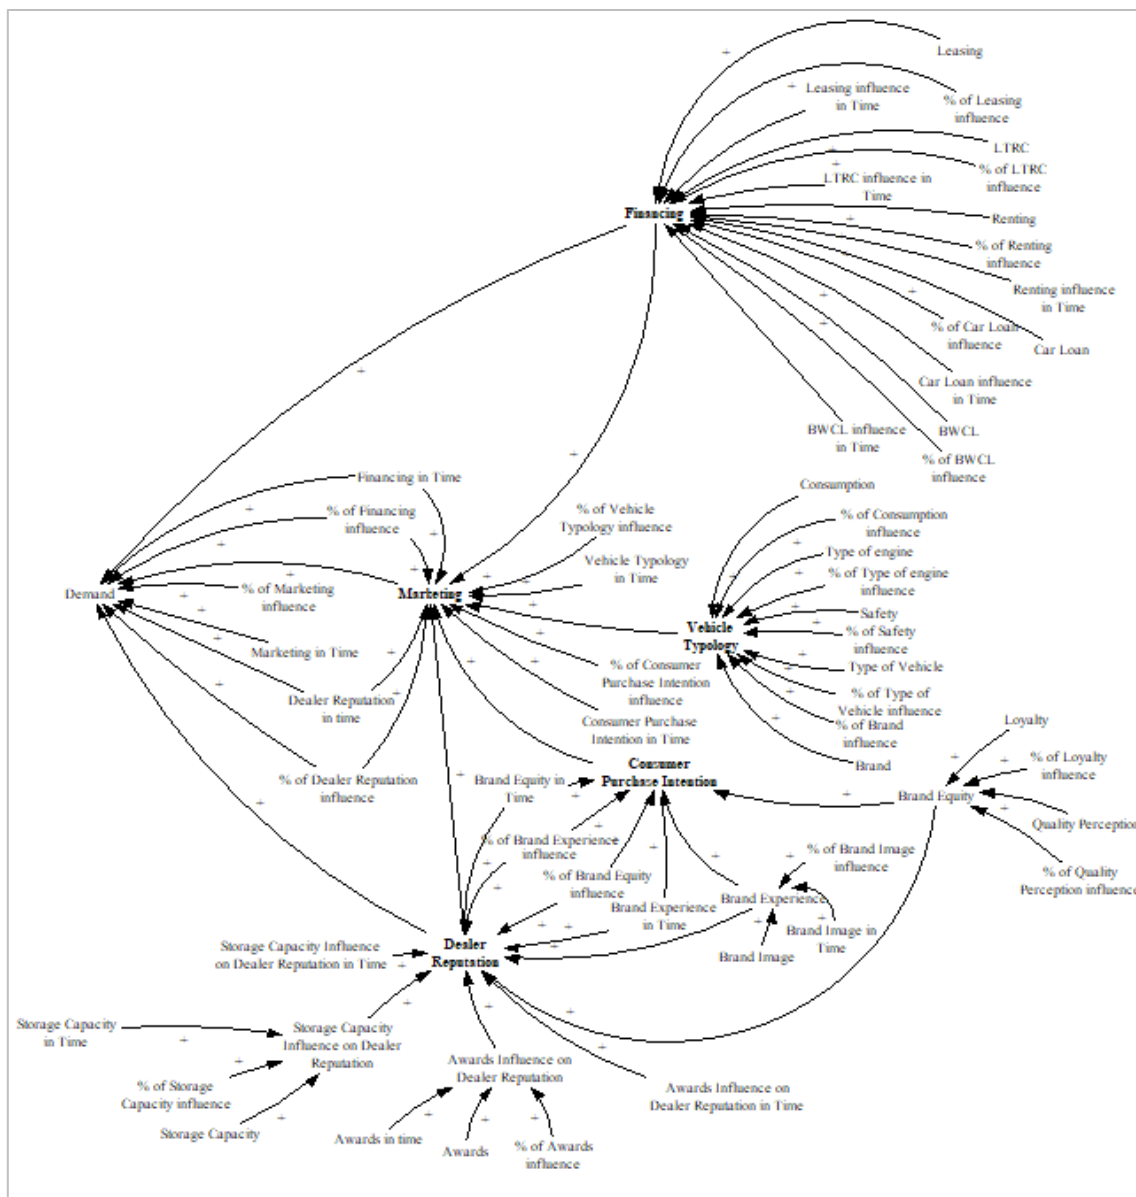 Leasing
Leasing influence
in Time
% of Leasing
influence
LTRC
% of LTRC
influence
LTRC influence in
Time
Financing
Renting
% of Renting
influence
Renting influence
in Time
% of Car Loan
influence
Car Loan
Car Loan influence
in Time
BWCL influence
in Time
BWCL
% of BWCL
influence
Financing in Time
% of Financing
influence
% of Vehicle
Typology influence
Vehicle Typology
in Time
Consumption
% of Consumption
influence
Type of engine
% of Type of engine
influence
Safety
% of Safety
influence
Type of Vehicle
% of Type of
Vehicle influence
% of Brand
influence
Brand
Vehicle
Typology
Demand
% of Marketing
influence
Marketing
Marketing in Time
Dealer Reputation
in time
% of Dealer Reputation
influence
% of Consumer
Purchase Intention
influence
Consumer Purchase
Intention in Time
Consumer
Purchase Intention
Brand Equity in
Time
% of Brand Experience
influence
% of Brand Equity
influence
Brand Experience
in Time
Brand Experience
% of Brand Image
influence
Brand Image in
Time
Brand Image
Loyalty
% of Loyalty
influence
Brand Equity
Quality Perception
% of Quality
Perception influence
Dealer
Reputation
Storage Capacity Influence
on Dealer Reputation in Time
Storage Capacity
in Time
Storage Capacity
Influence on Dealer
Reputation
% of Storage
Capacity influence
Storage Capacity
Awards Influence on
Dealer Reputation
Awards in time
Awards
% of Awards
influence
Awards Influence on
Dealer Reputation in Time